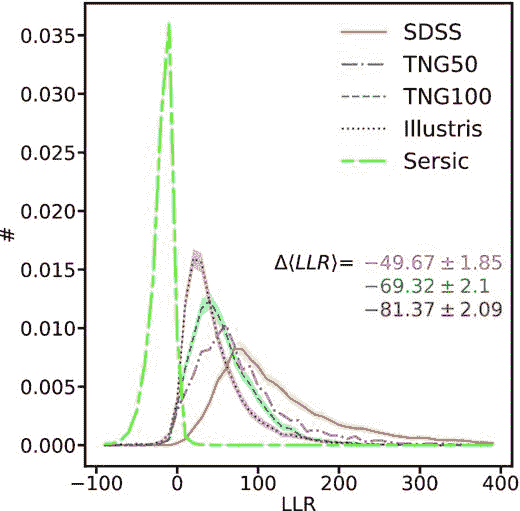 0.035
0.030
0.025
0.020
0.015
0.010
0.005
0.000
#
SDSS
TNG50
TNG100
Illustris
Sersic
Δ⟨LLR⟩= −49.67 ± 1.85
−69.32 ± 2.1
−81.37 ± 2.09
−100 0 100 200 300 400
LLR